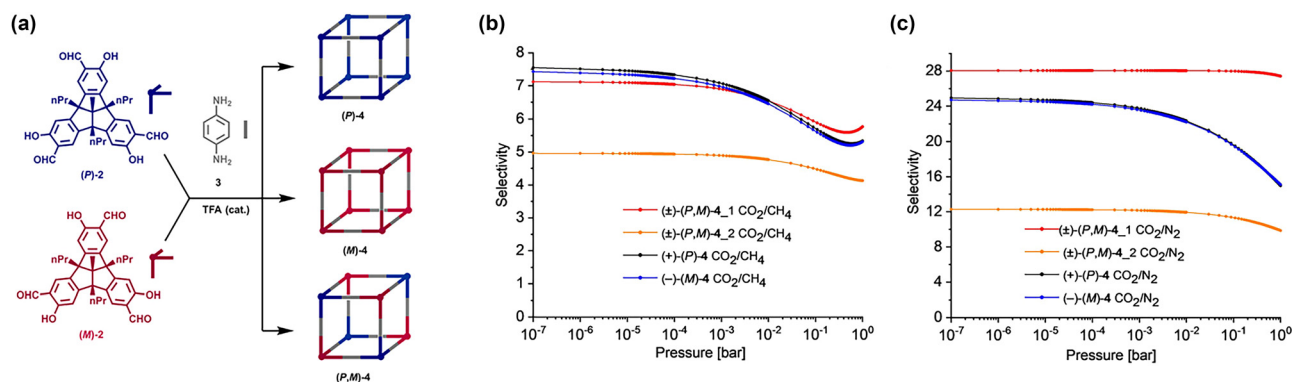 (a)
OHC
OH
nPr
nPr
HO
CHO
nPr
OHC
OH
(P)-2
HO
CHO
nPr
nPr
OHC
nPr
OH
HO
CHO
(M)-2
NH2
NH2
3
TFA (cat.)
(P)-4
(M)-4
(P,M)-4
(b)
Selectivity
8
7
6
5
4
3
2
1
0
(±)-(P,M)-4_1 CO2/CH4
(±)-(P,M)-4_2 CO2/CH4
(+)-(P)-4 CO2/CH4
(−)-(M)-4 CO2/CH4
10-7 10-6 10-5 10-4 10-3 10-2 10-1 100
Pressure [bar]
(c)
Selectivity
28
24
20
16
12
8
4
0
(±)-(P,M)-4_1 CO2/N2
(±)-(P,M)-4_2 CO2/N2
(+)-(P)-4 CO2/N2
(−)-(M)-4 CO2/N2
10-7 10-6 10-5 10-4 10-3 10-2 10-1 100
Pressure [bar]